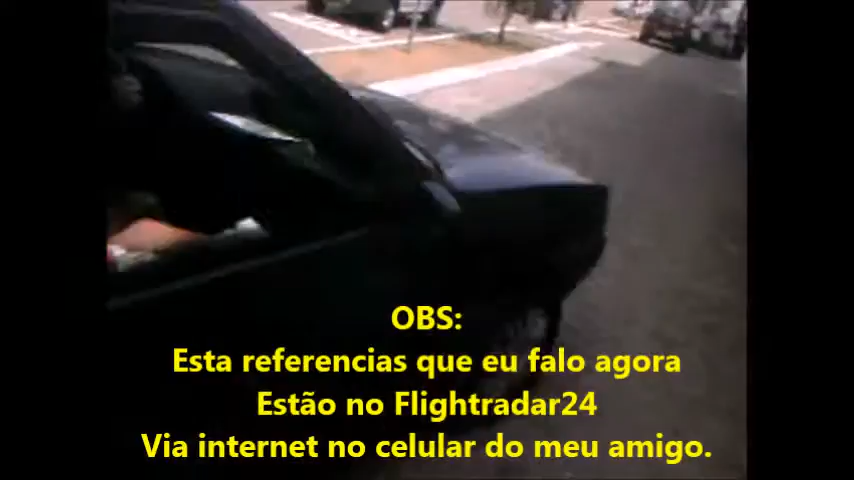 OBS:
Esta referencias que eu falo agora
Estão no Flightradar24
Via internet no celular do meu amigo.